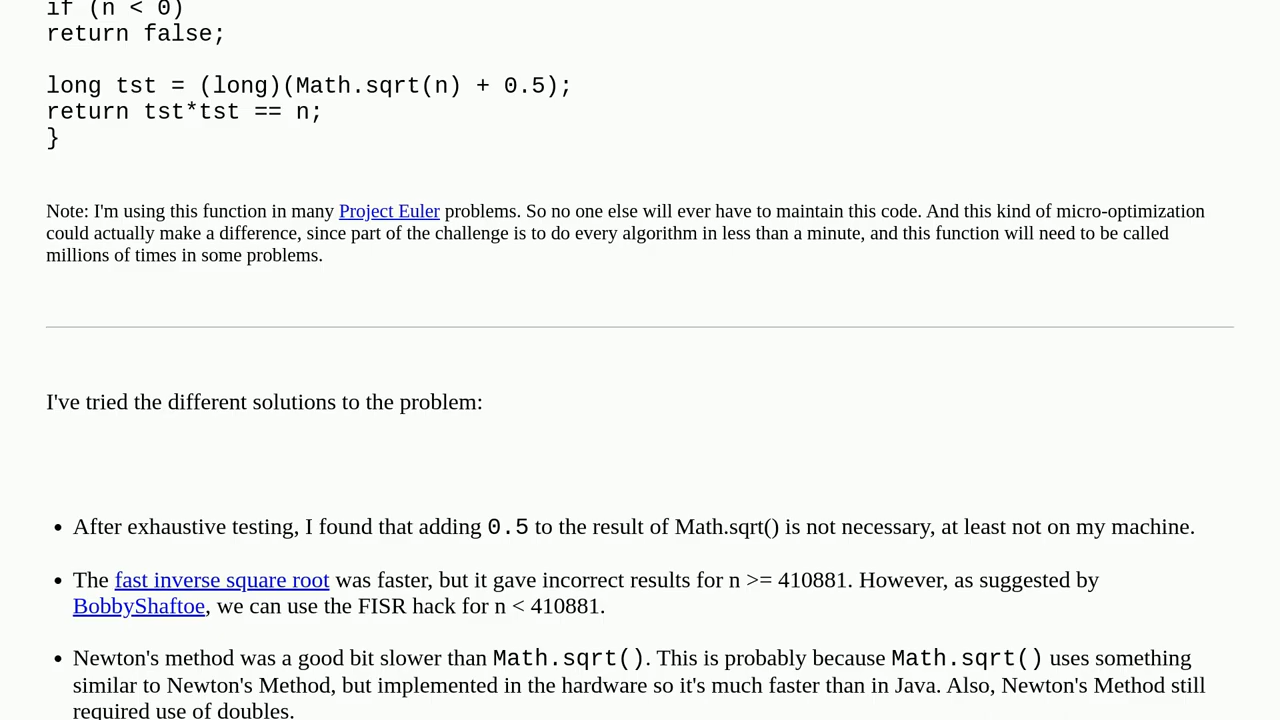 if (n < 0)
return false;
long tst = (long)(Math.sqrt(n) + 0.5);
return tst*tst == n;
}
Note: I'm using this function in many Project Euler problems. So no one else will ever have to maintain this code. And this kind of micro-optimization
could actually make a difference, since part of the challenge is to do every algorithm in less than a minute, and this function will need to be called
millions of times in some problems.
I've tried the different solutions to the problem:
• After exhaustive testing, I found that adding 0.5 to the result of Math.sqrt() is not necessary, at least not on my machine.
• The fast inverse square root was faster, but it gave incorrect results for n >= 410881. However, as suggested by
BobbyShaftoe, we can use the FISR hack for n < 410881.
• Newton's method was a good bit slower than Math.sqrt(). This is probably because Math.sqrt() uses something
similar to Newton's Method, but implemented in the hardware so it's much faster than in Java. Also, Newton's Method still
required use of doubles.